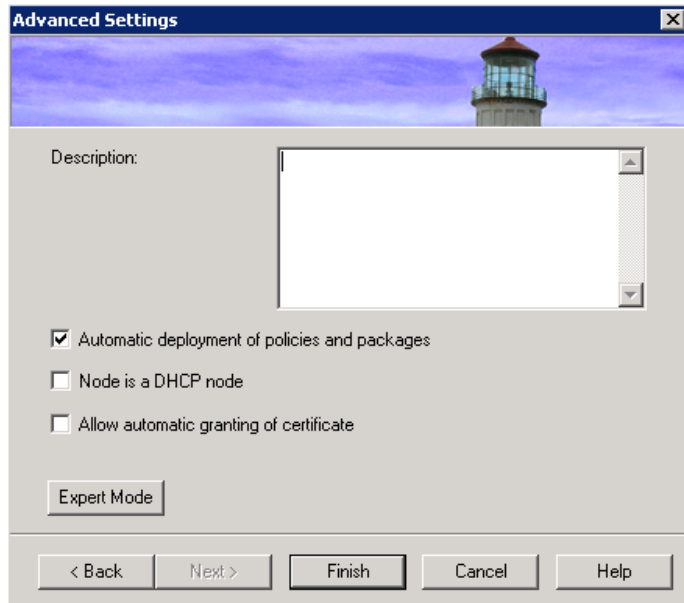 Advanced Settings
Description:
Automatic deployment of policies and packages
Node is a DHCP node
Allow automatic granting of certificate
Expert Mode
< Back Next > Finish Cancel Help